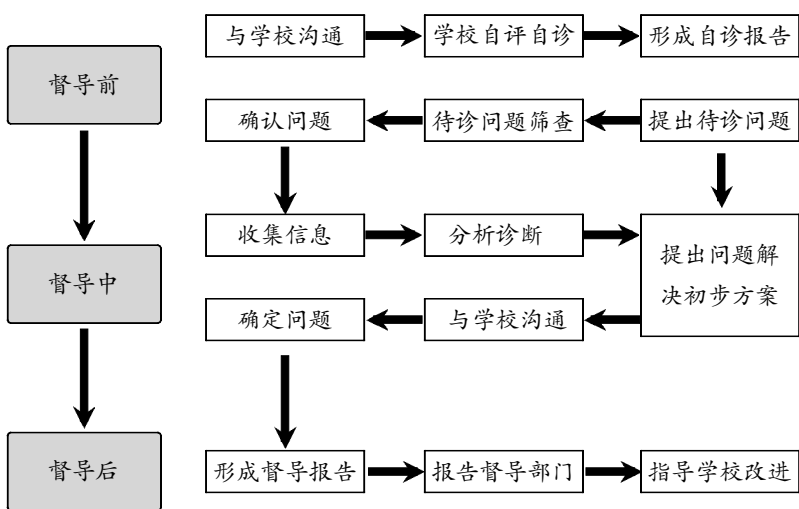 与学校沟通
学校自评自诊
形成自诊报告
督导前
确认问题
待诊问题筛查
提出待诊问题
收集信息
分析诊断
提出问题解
决初步方案
督导中
确定问题
与学校沟通
督导后
形成督导报告
报告督导部门
指导学校改进